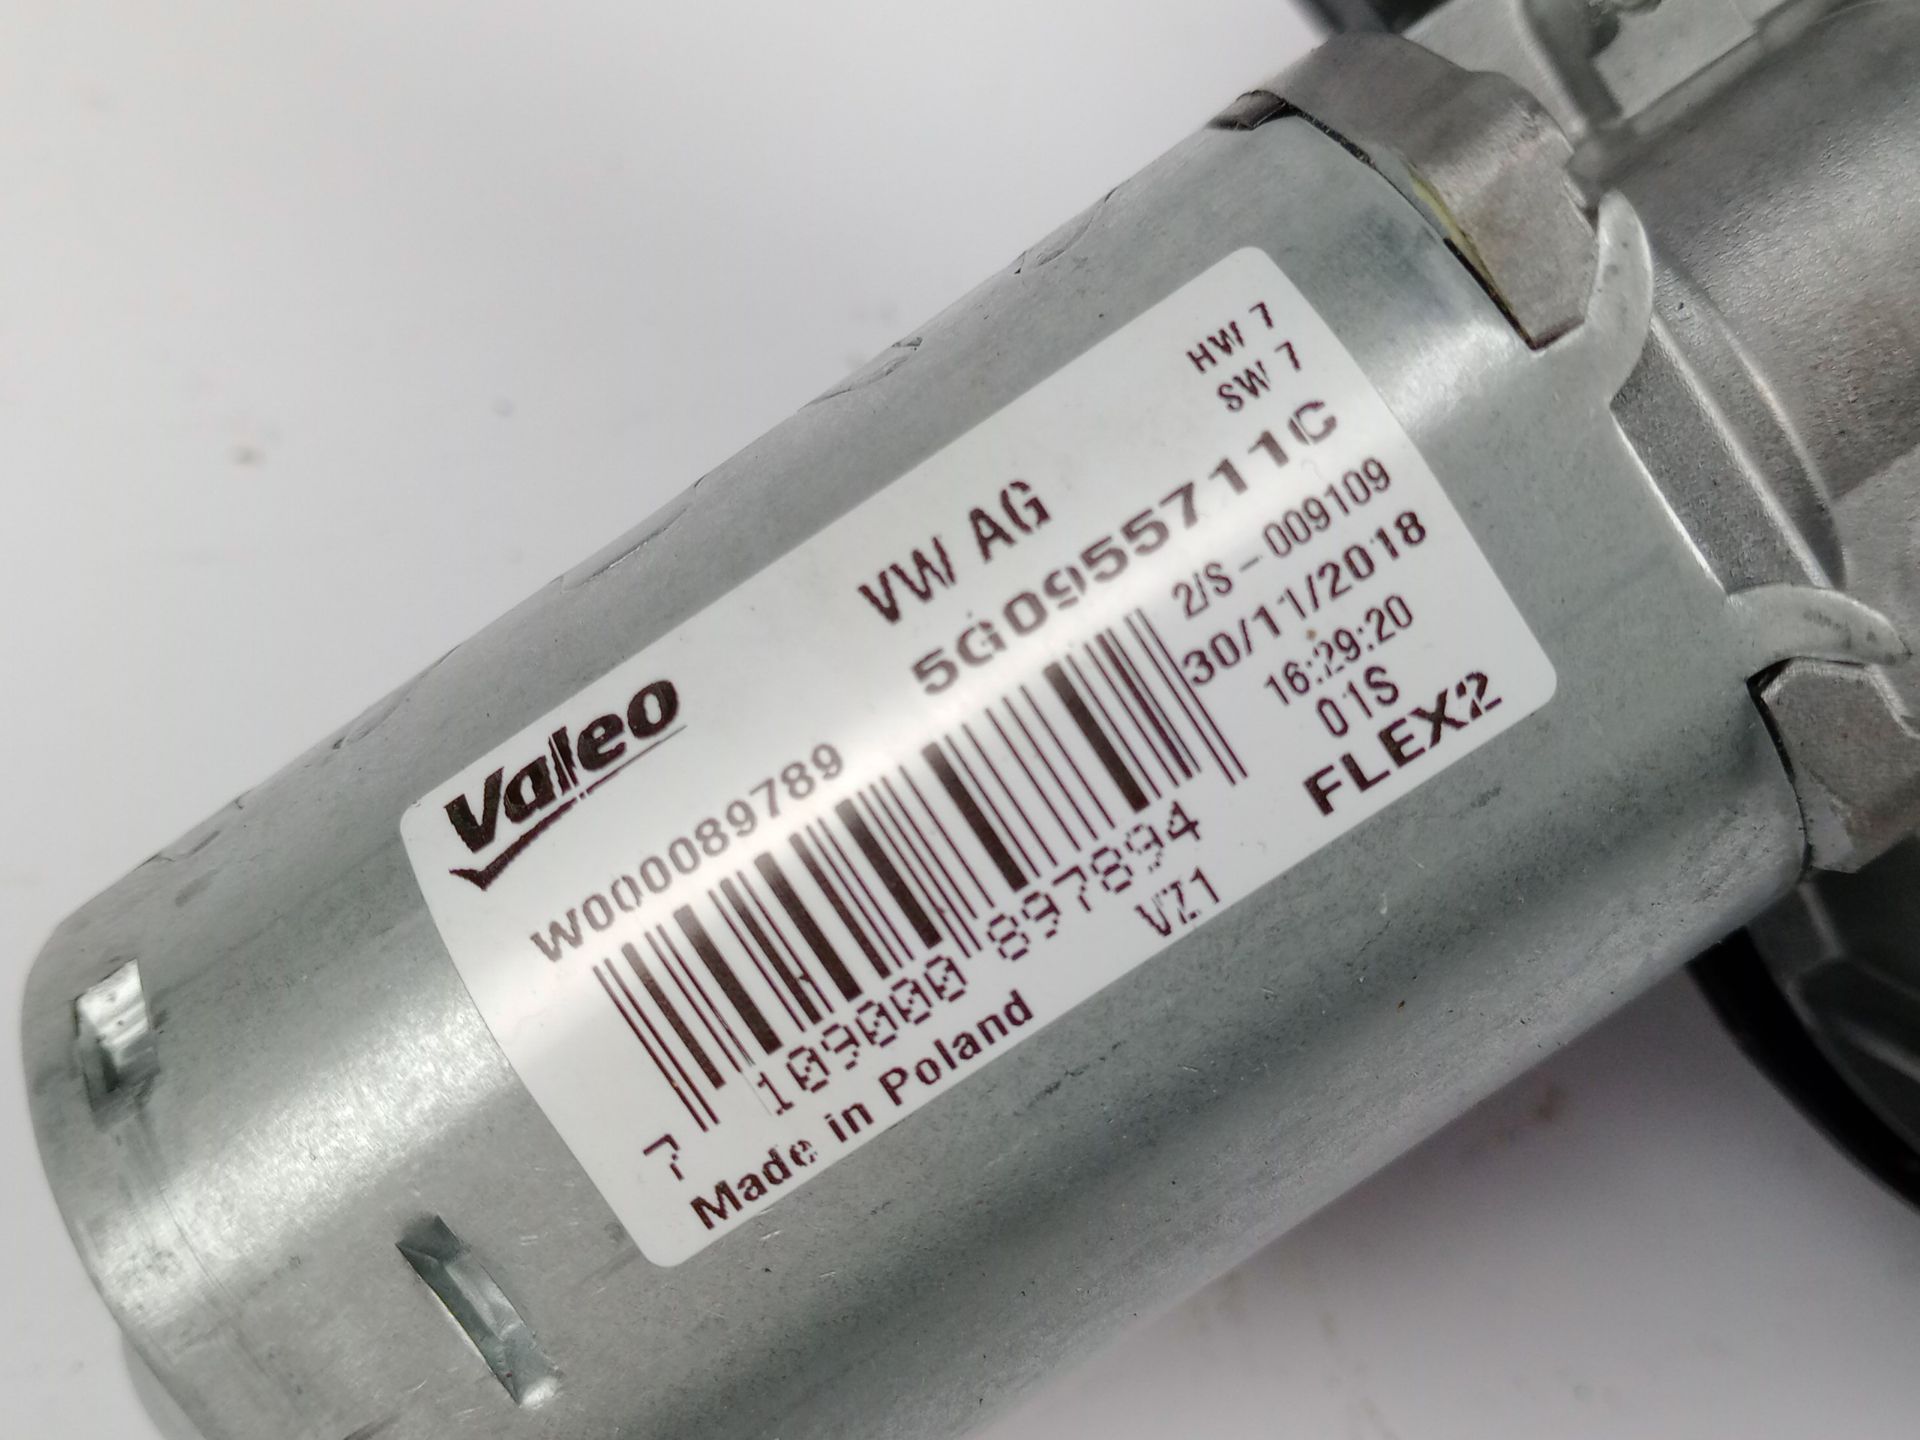 Valeo
VW AG
HW 7
SW 7
W000089789
5G0955711C
2/S-009109
30/11/2018
16:29:20
01S
FLEX2
7 109000 897894
VZ1
Made in Poland